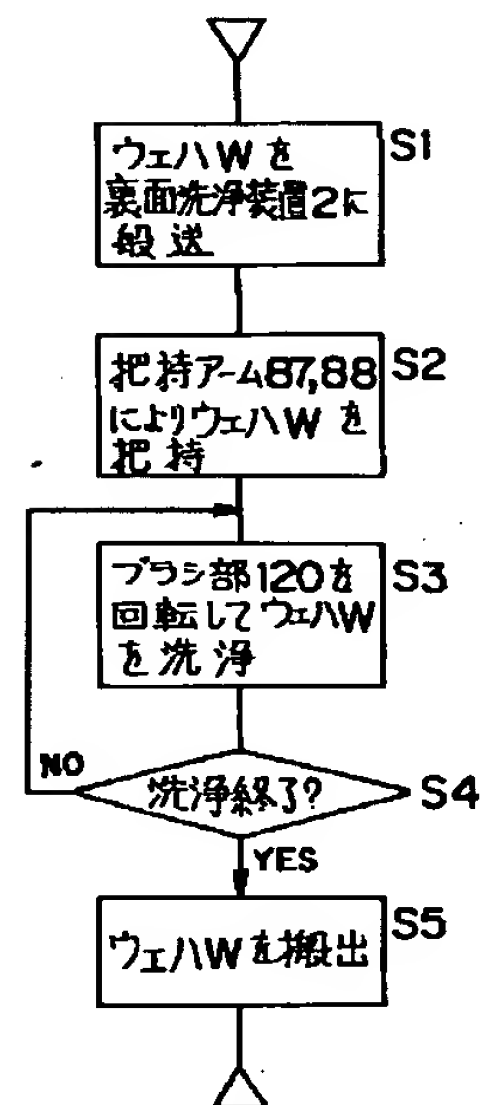 ウェハWを
S1
裏面洗浄装置2に
般送
把持アーム87,88
S2
によりウェハWを
把持
ブラシ部120を
S3
回転してウェハW
を洗浄
NO
洗浄終了?
S4
YES
ウェハWを搬出
S5